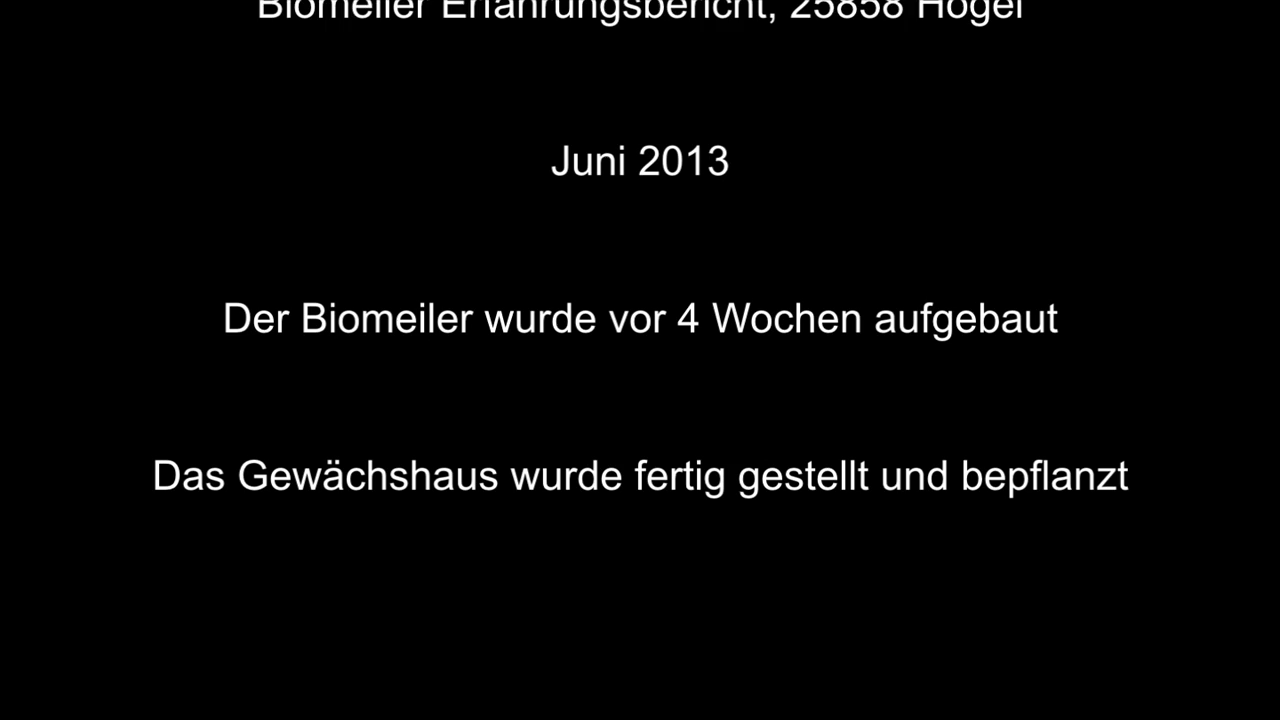 Biomeiler Erfahrungsbericht, 25858 Högel
Juni 2013
Der Biomeiler wurde vor 4 Wochen aufgebaut
Das Gewächshaus wurde fertig gestellt und bepflanzt